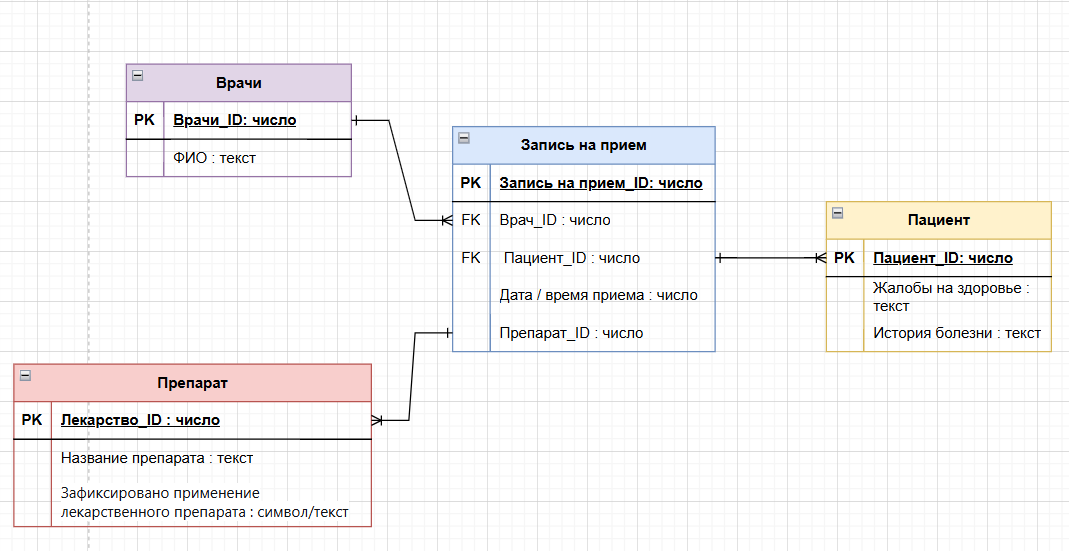 Врачи
PK Врачи_ID: число
ФИО : текст
Запись на прием
PK Запись на прием_ID: число
FK Врач_ID : число
FK Пациент_ID : число
Дата / время приема : число
Препарат_ID : число
Пациент
PK Пациент_ID: число
Жалобы на здоровье :
текст
История болезни : текст
Препарат
PK Лекарство_ID : число
Название препарата : текст
Зафиксировано применение
лекарственного препарата : символ/текст